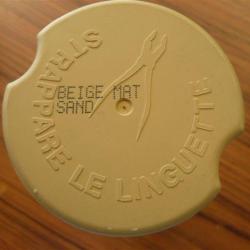 BEIGE MAT
SAND
STRAPPARE LE LINGUETTE